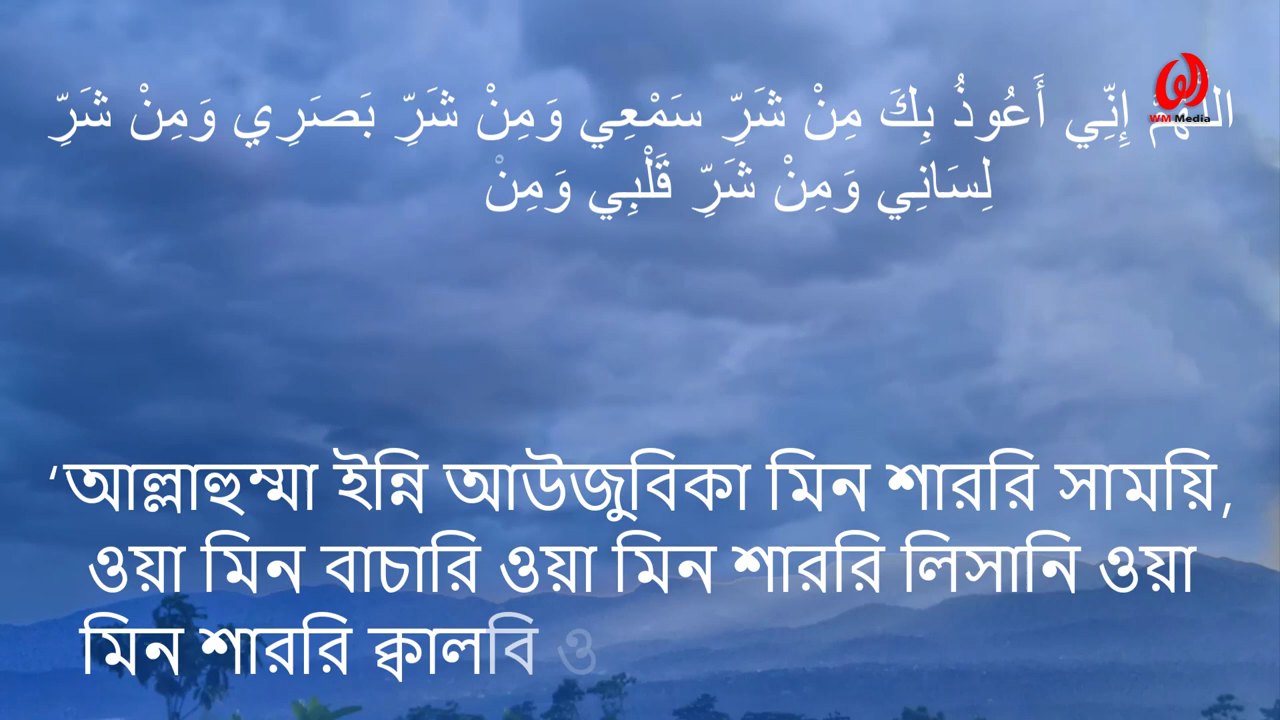 اللَّهُمَّ إِنِّي أَعُوذُ بِكَ مِنْ شَرِّ سَمْعِي وَمِنْ شَرِّ بَصَرِي وَمِنْ شَرِّ
لِسَانِي وَمِنْ شَرِّ قَلْبِي وَمِنْ
WM Media
‘আল্লাহুম্মা ইন্নি আউজুবিকা মিন শাররি সাময়ি,
ওয়া মিন বাচারি ওয়া মিন শাররি লিসানি ওয়া
মিন শাররি ক্বালবি ও